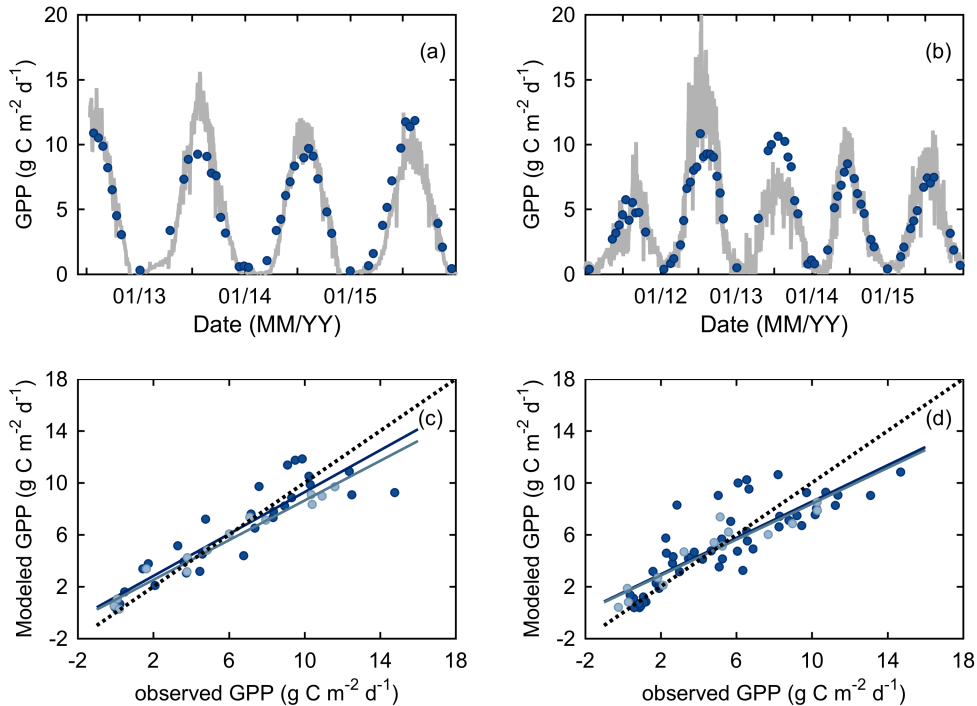 20
15
10
5
0
GPP (g C m⁻² d⁻¹)
(a)
01/13 01/14 01/15
Date (MM/YY)
20
15
10
5
0
GPP (g C m⁻² d⁻¹)
(b)
01/12 01/13 01/14 01/15
Date (MM/YY)
18
14
10
6
2
-2
Modeled GPP (g C m⁻² d⁻¹)
(c)
-2 2 6 10 14 18
observed GPP (g C m⁻² d⁻¹)
18
14
10
6
2
-2
Modeled GPP (g C m⁻² d⁻¹)
(d)
-2 2 6 10 14 18
observed GPP (g C m⁻² d⁻¹)